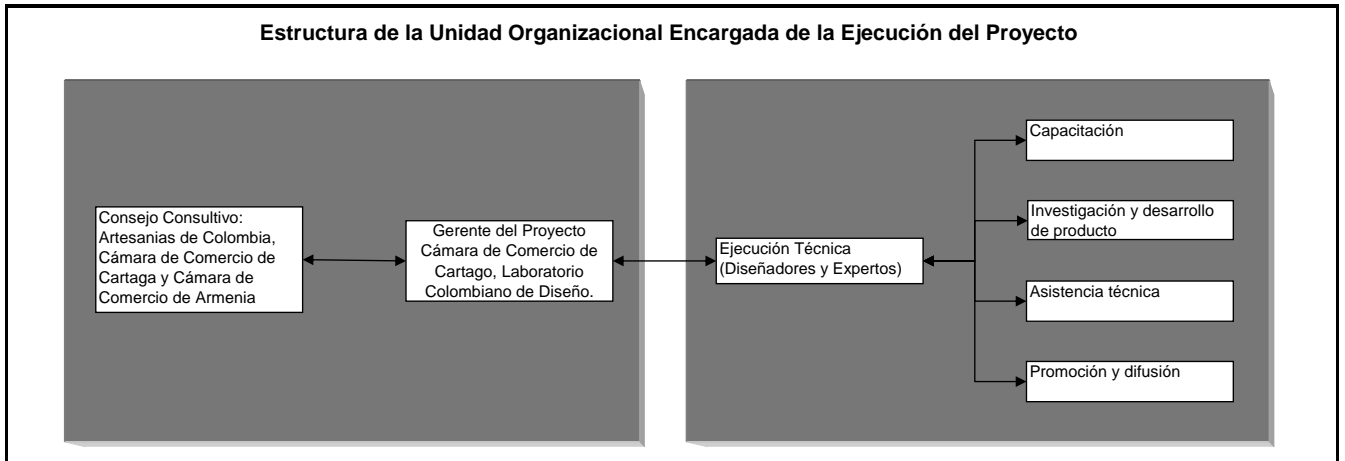 Estructura de la Unidad Organizacional Encargada de la Ejecución del Proyecto
Consejo Consultivo:
Artesanias de Colombia,
Cámara de Comercio de
Cartaga y Cámara de
Comercio de Armenia
Gerente del Proyecto
Cámara de Comercio de
Cartago, Laboratorio
Colombiano de Diseño.
Ejecución Técnica
(Diseñadores y Expertos)
Capacitación
Investigación y desarrollo
de producto
Asistencia técnica
Promoción y difusión